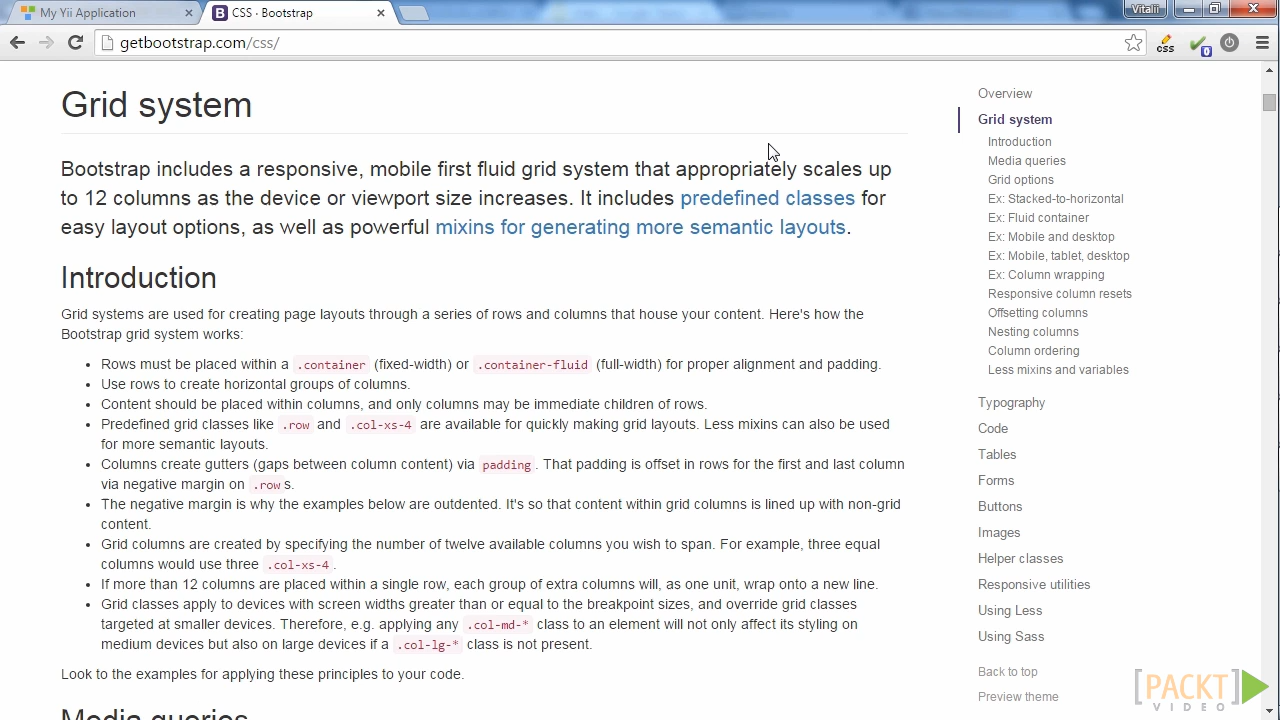 My Yii Application
CSS · Bootstrap
Vitalii
getbootstrap.com/css/
css
0
Grid system
Bootstrap includes a responsive, mobile first fluid grid system that appropriately scales up
to 12 columns as the device or viewport size increases. It includes predefined classes for
easy layout options, as well as powerful mixins for generating more semantic layouts.
Introduction
Grid systems are used for creating page layouts through a series of rows and columns that house your content. Here's how the
Bootstrap grid system works:
• Rows must be placed within a .container (fixed-width) or .container-fluid (full-width) for proper alignment and padding.
• Use rows to create horizontal groups of columns.
• Content should be placed within columns, and only columns may be immediate children of rows.
• Predefined grid classes like .row and .col-xs-4 are available for quickly making grid layouts. Less mixins can also be used
for more semantic layouts.
• Columns create gutters (gaps between column content) via padding. That padding is offset in rows for the first and last column
via negative margin on .rows.
• The negative margin is why the examples below are outdented. It's so that content within grid columns is lined up with non-grid
content.
• Grid columns are created by specifying the number of twelve available columns you wish to span. For example, three equal
columns would use three .col-xs-4.
• If more than 12 columns are placed within a single row, each group of extra columns will, as one unit, wrap onto a new line.
• Grid classes apply to devices with screen widths greater than or equal to the breakpoint sizes, and override grid classes
targeted at smaller devices. Therefore, e.g. applying any .col-md-* class to an element will not only affect its styling on
medium devices but also on large devices if a .col-lg-* class is not present.
Look to the examples for applying these principles to your code.
Media queries
Overview
Grid system
Introduction
Media queries
Grid options
Ex: Stacked-to-horizontal
Ex: Fluid container
Ex: Mobile and desktop
Ex: Mobile, tablet, desktop
Ex: Column wrapping
Responsive column resets
Offsetting columns
Nesting columns
Column ordering
Less mixins and variables
Typography
Code
Tables
Forms
Buttons
Images
Helper classes
Responsive utilities
Using Less
Using Sass
Back to top
Preview theme
[PACKT]
VIDEO